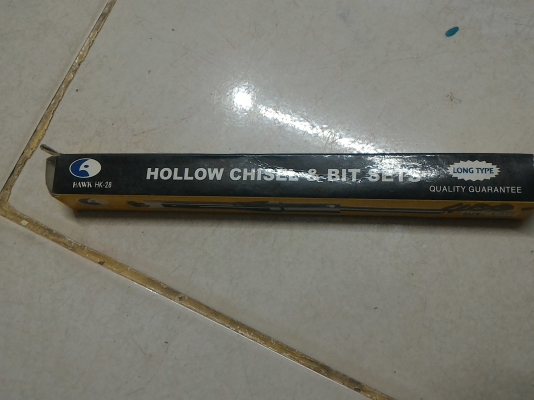 HAWK HK-28
HOLLOW CHISEL & BIT SETS
LONG TYPE
QUALITY GUARANTEE